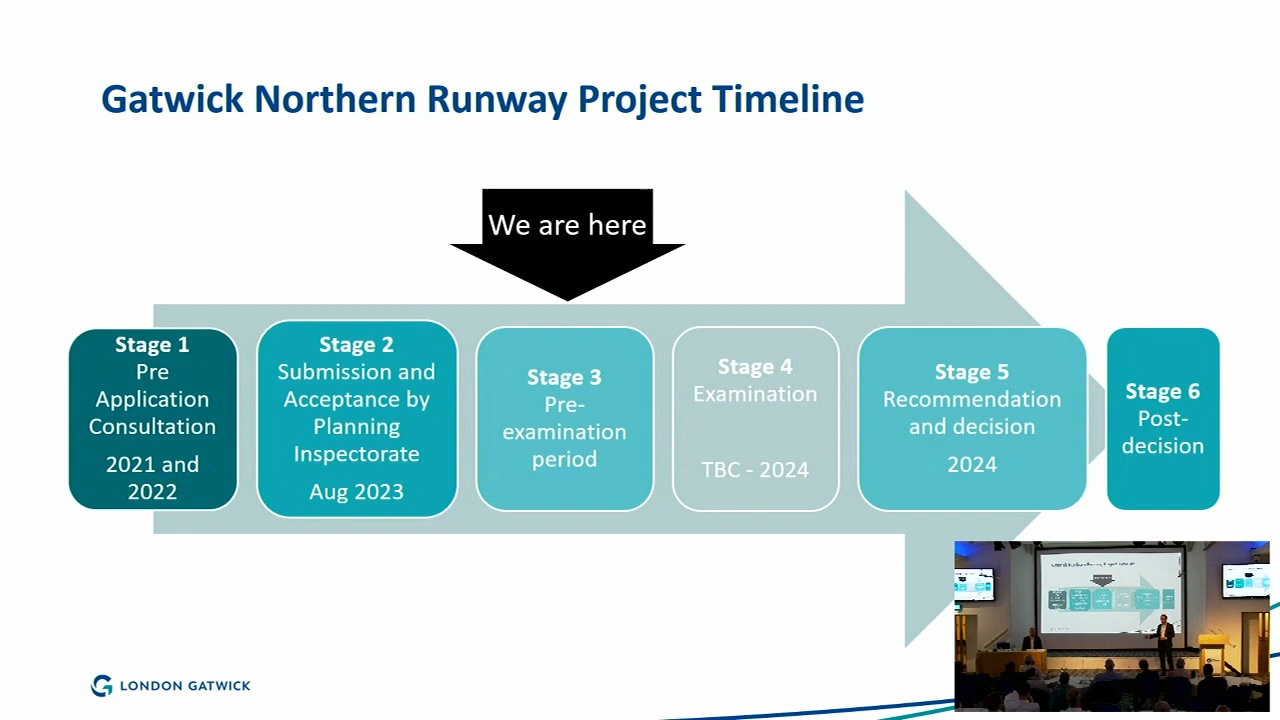 Gatwick Northern Runway Project Timeline
We are here
Stage 1
Pre
Application
Consultation
2021 and
2022
Stage 2
Submission and
Acceptance by
Planning
Inspectorate
Aug 2023
Stage 3
Pre-
examination
period
Stage 4
Examination
TBC - 2024
Stage 5
Recommendation
and decision
2024
Stage 6
Post-
decision
LONDON GATWICK